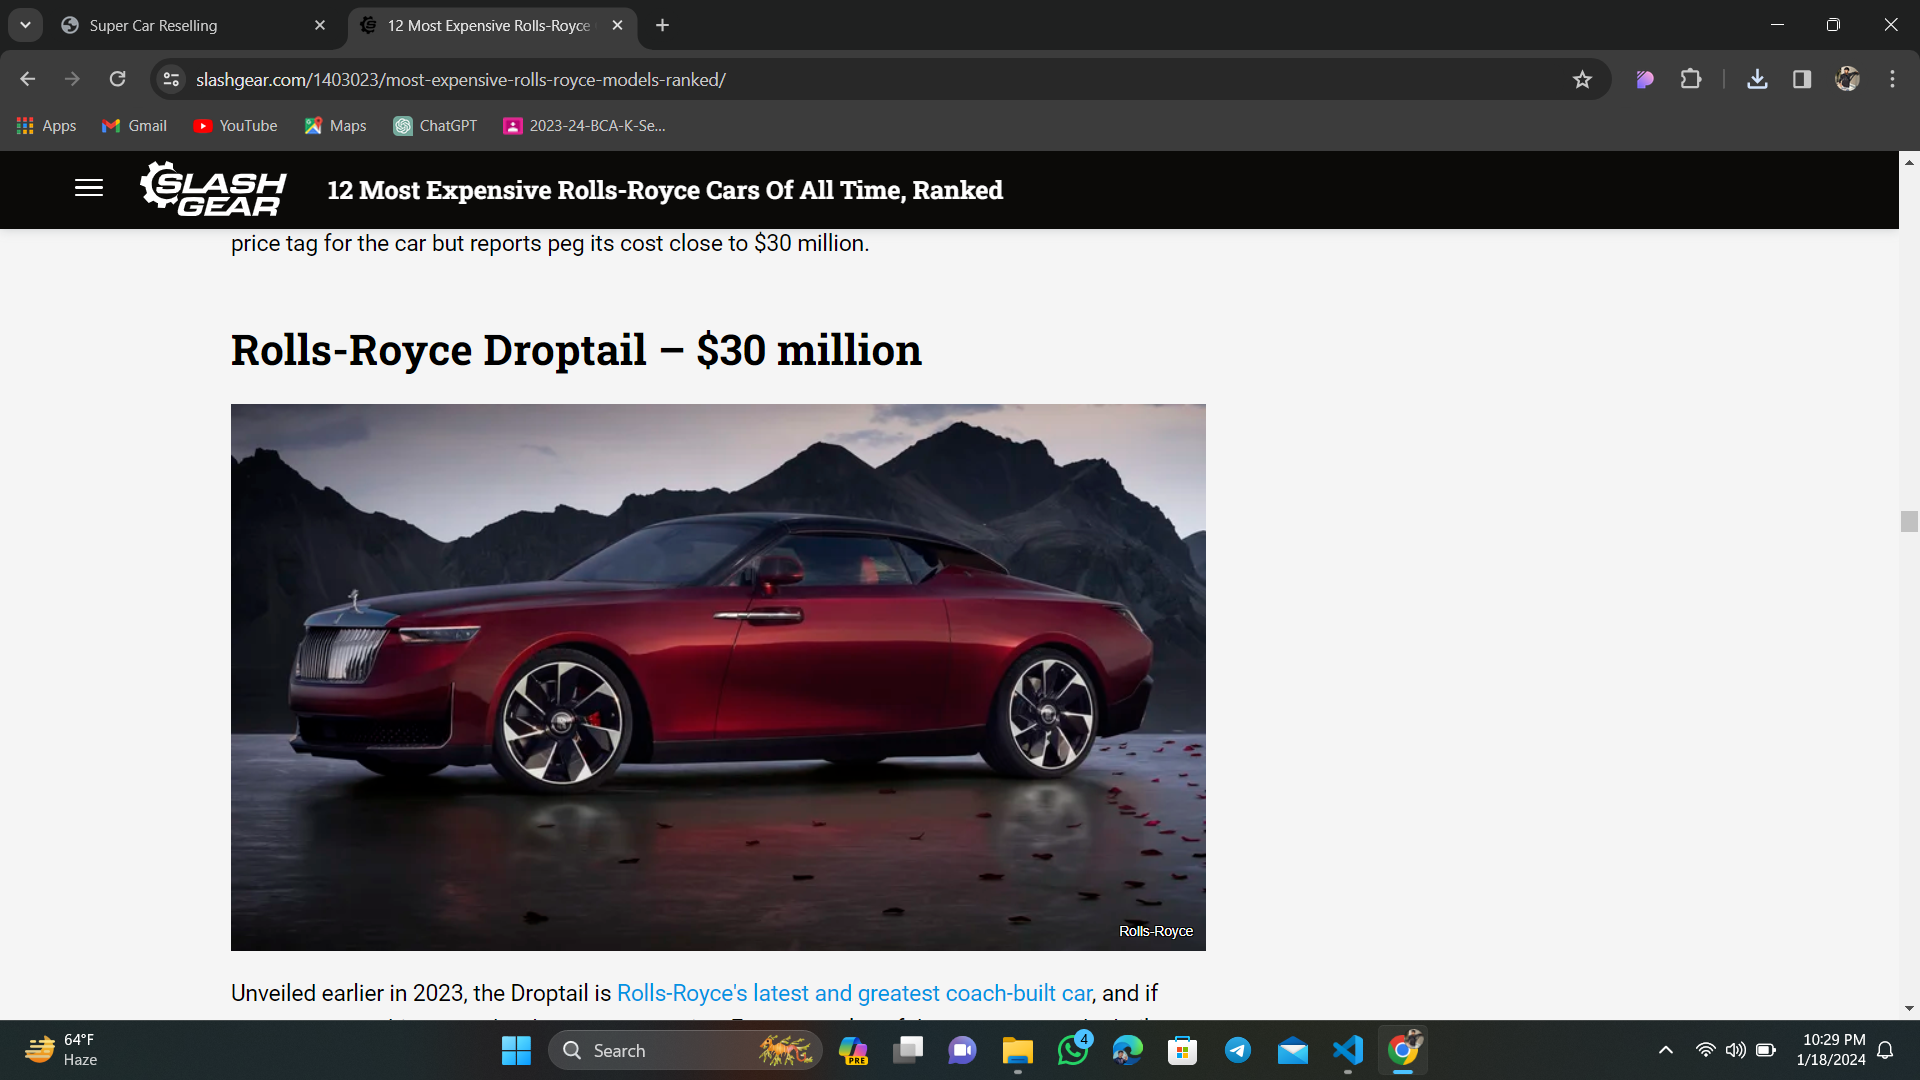 Super Car Reselling
12 Most Expensive Rolls-Royce
slashgear.com/1403023/most-expensive-rolls-royce-models-ranked/
Apps Gmail YouTube Maps ChatGPT 2023-24-BCA-K-Se...
SLASH
GEAR
12 Most Expensive Rolls-Royce Cars Of All Time, Ranked
price tag for the car but reports peg its cost close to $30 million.
Rolls-Royce Droptail – $30 million
Rolls-Royce
Unveiled earlier in 2023, the Droptail is Rolls-Royce's latest and greatest coach-built car, and if
64°F
Haze
Search
PRE
4
10:29 PM
1/18/2024